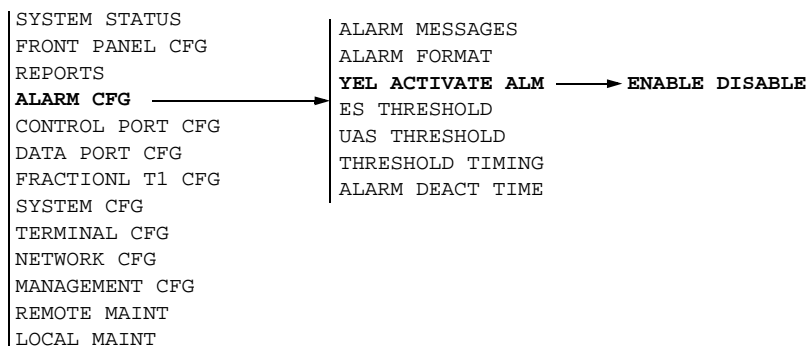 SYSTEM STATUS
FRONT PANEL CFG
REPORTS
ALARM CFG
CONTROL PORT CFG
DATA PORT CFG
FRACTIONL T1 CFG
SYSTEM CFG
TERMINAL CFG
NETWORK CFG
MANAGEMENT CFG
REMOTE MAINT
LOCAL MAINT
ALARM MESSAGES
ALARM FORMAT
YEL ACTIVATE ALM
ES THRESHOLD
UAS THRESHOLD
THRESHOLD TIMING
ALARM DEACT TIME
ENABLE DISABLE